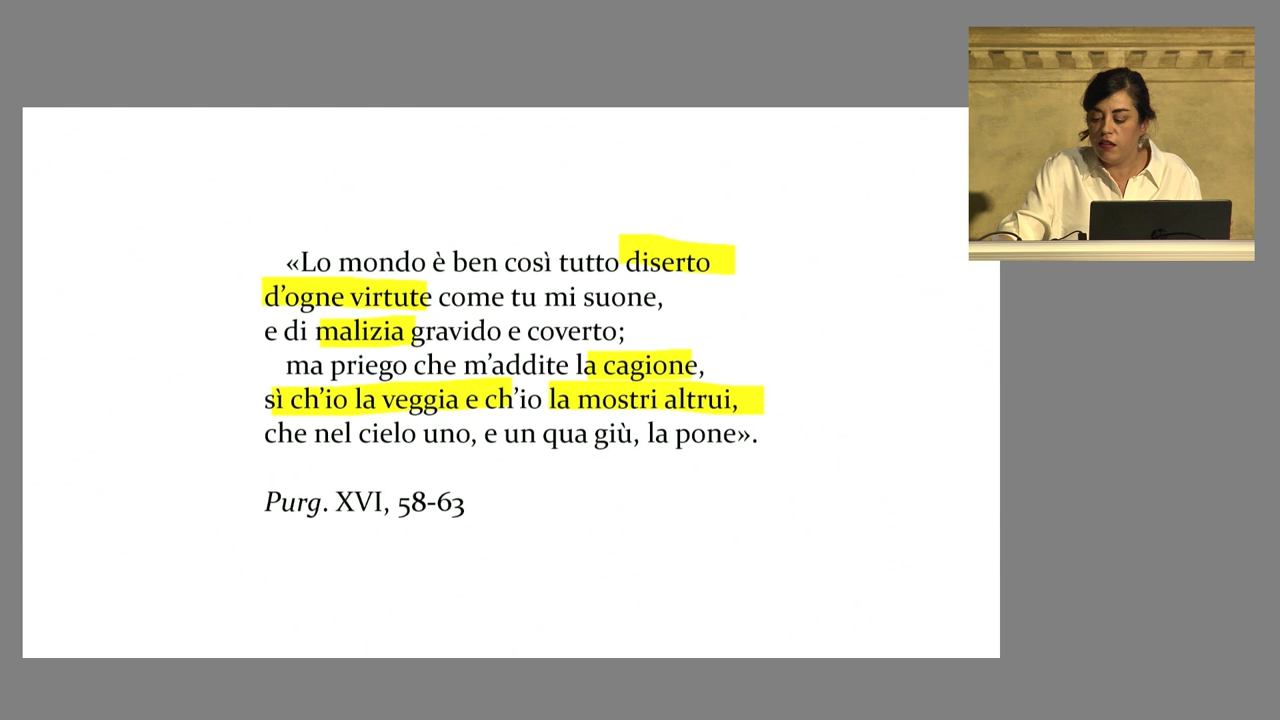 «Lo mondo è ben così tutto diserto
d’ogne virtute come tu mi suone,
e di malizia gravido e coverto;
ma priego che m’addite la cagione,
sì ch’io la veggia e ch’io la mostri altrui,
che nel cielo uno, e un qua giù, la pone».
Purg. XVI, 58-63